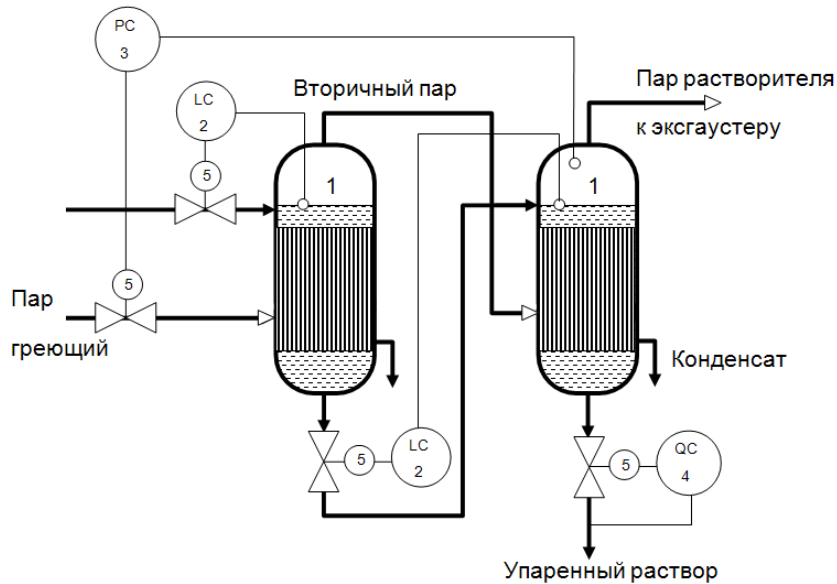 PC
3
LC
2
Вторичный пар
Пар растворителя
к эксгаустеру
5
1
1
5
Пар
греющий
Конденсат
5
LC
2
5
QC
4
Упаренный раствор